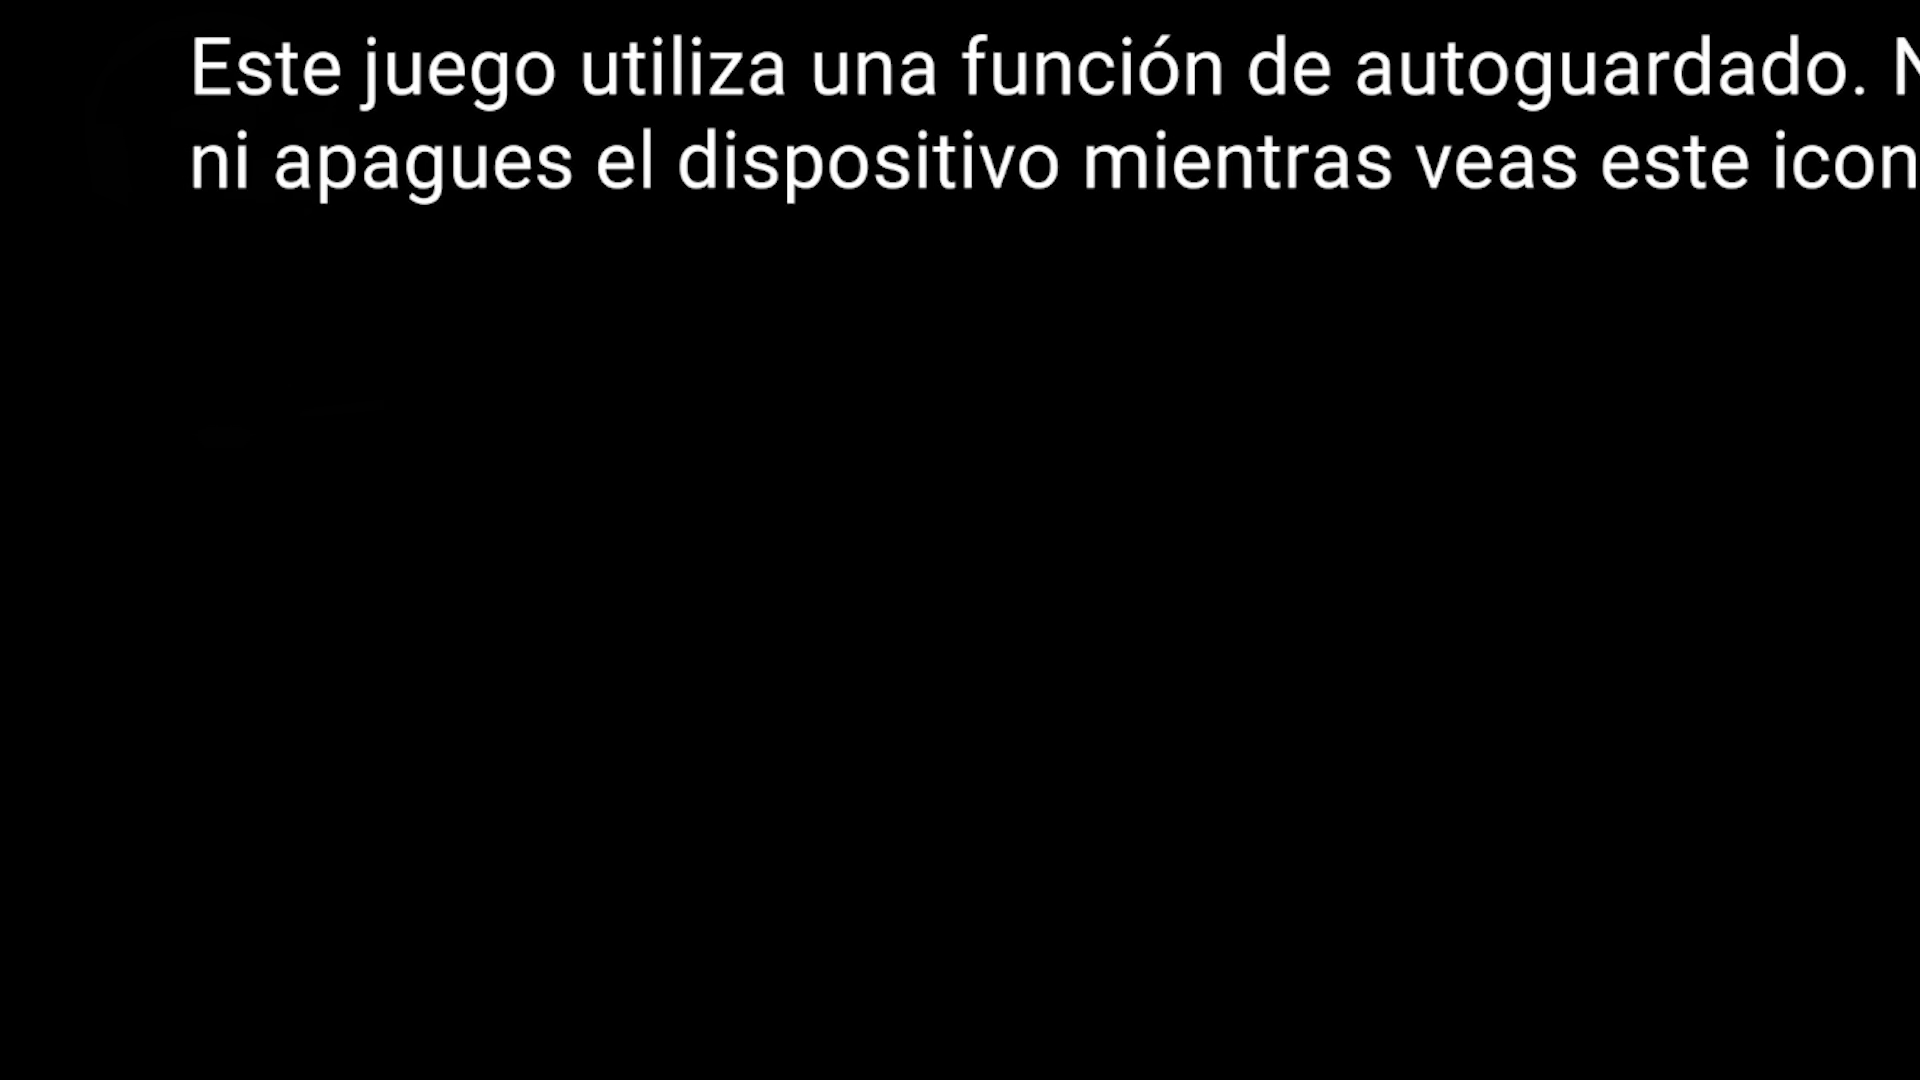 Este juego utiliza una función de autoguardado.
ni apagues el dispositivo mientras veas este